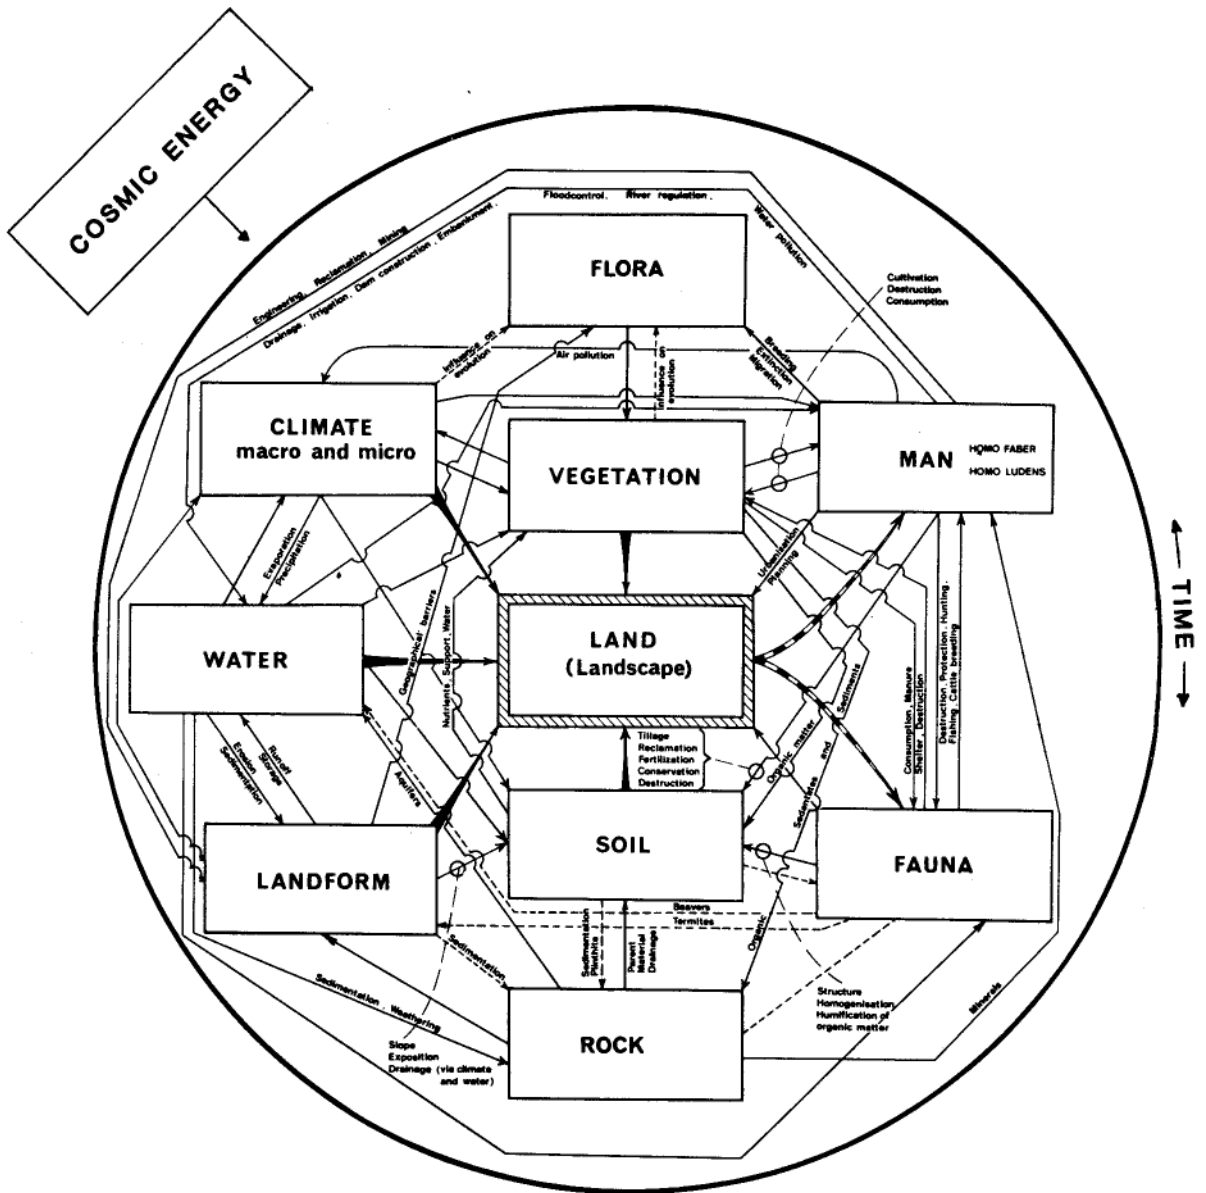 COSMIC ENERGY
Floodcontrol. River regulation.
Water pollution
Engineering. Reclamation. Mining
Drainage. Irrigation. Dam construction. Embankment.
FLORA
Cultivation
Destruction
Consumption
Influence on
evolution
Air pollution
Influence on
evolution
Breeding
Extinction
Migration
CLIMATE
macro and micro
VEGETATION
MAN
HOMO FABER
HOMO LUDENS
← TIME →
Evaporation
Precipitation
Urbanisation
Planning
WATER
LAND
(Landscape)
Geographical barriers
Nutrients, Support, Water
Consumption, Manure
Shelter, Destruction
Destruction. Protection. Hunting.
Fishing. Cattle breeding
Erosion
Sedimentation
Runoff
Storage
Aquifers
Tillage
Reclamation
Fertilization
Conservation
Destruction
Organic matter
Sedentates and Sediments
Organic
LANDFORM
SOIL
FAUNA
Beavers
Termites
Sedimentation
Sedimentation
Plinthite
Parent
Material
Drainage
Sedimentation. Weathering
Slope
Exposition
Drainage (via climate
and water)
ROCK
Structure
Homogenisation
Humification of
organic matter
Minerals